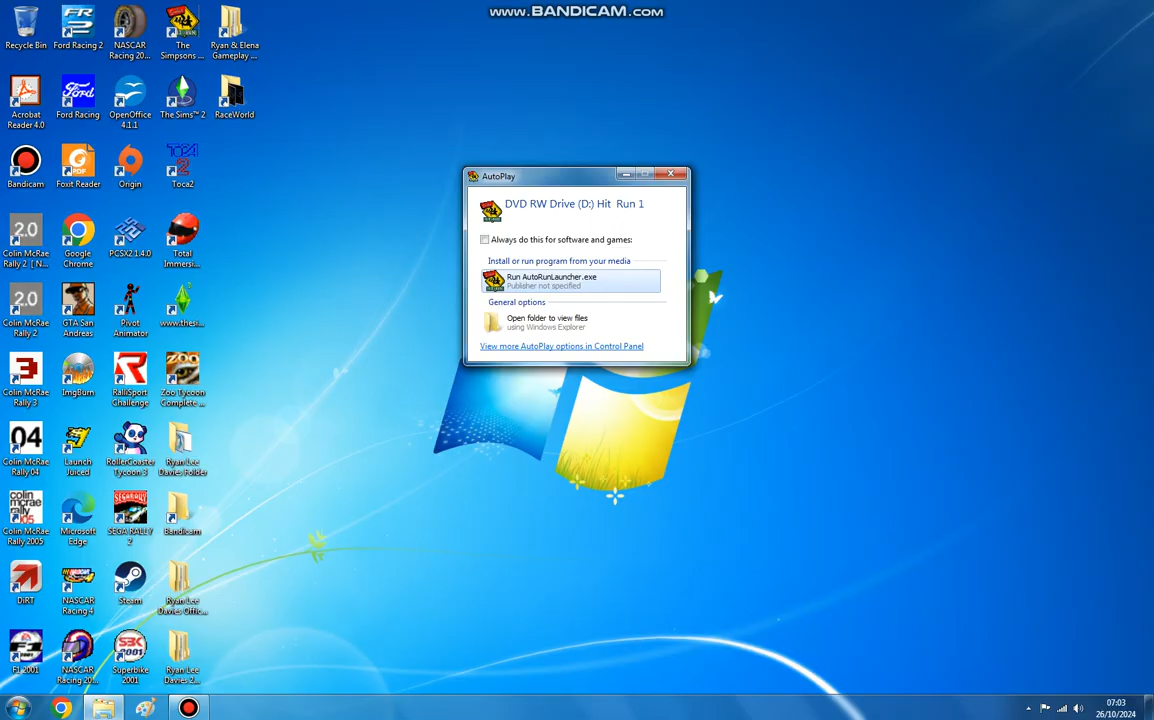 www.BANDICAM.com
Recycle Bin
Ford Racing 2
NASCAR
Racing 20...
The
Simpsons ...
Ryan & Elena
Gameplay ...
Acrobat
Reader 4.0
Ford Racing
OpenOffice
4.1.1
The Sims™ 2
RaceWorld
Bandicam
Foxit Reader
Origin
Toca2
Colin McRae
Rally 2 [ N...
Google
Chrome
PCSX2 1.4.0
Total
Immersi...
Colin McRae
Rally 2
GTA San
Andreas
Pivot
Animator
www.thesi...
Colin McRae
Rally 3
ImgBurn
RalliSport
Challenge
Zoo Tycoon
Complete ...
Colin McRae
Rally 04
Launch
Juiced
RollerCoaster
Tycoon 3
Ryan Lee
Davies Folder
Colin McRae
Rally 2005
Microsoft
Edge
SEGA RALLY
2
Bandicam
DiRT
NASCAR
Racing 4
Steam
Ryan Lee
Davies Offic...
F1 2001
NASCAR
Racing 20...
Superbike
2001
Ryan Lee
Davies 2...
AutoPlay
DVD RW Drive (D:) Hit Run 1
Always do this for software and games:
Install or run program from your media
Run AutoRunLauncher.exe
Publisher not specified
General options
Open folder to view files
using Windows Explorer
View more AutoPlay options in Control Panel
07:03
26/10/2024